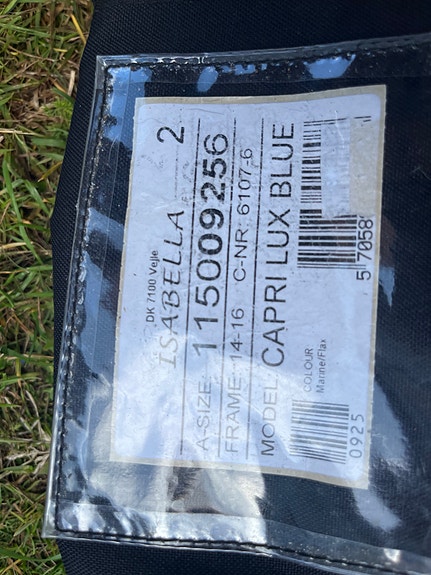 DK 7100 Vejle
ISABELLA 2
A-SIZE: 115009256
FRAME: 14-16 C-NR: 6107-6
MODEL: CAPRI LUX BLUE
COLOUR
Marine/Flax
0925
5 7058